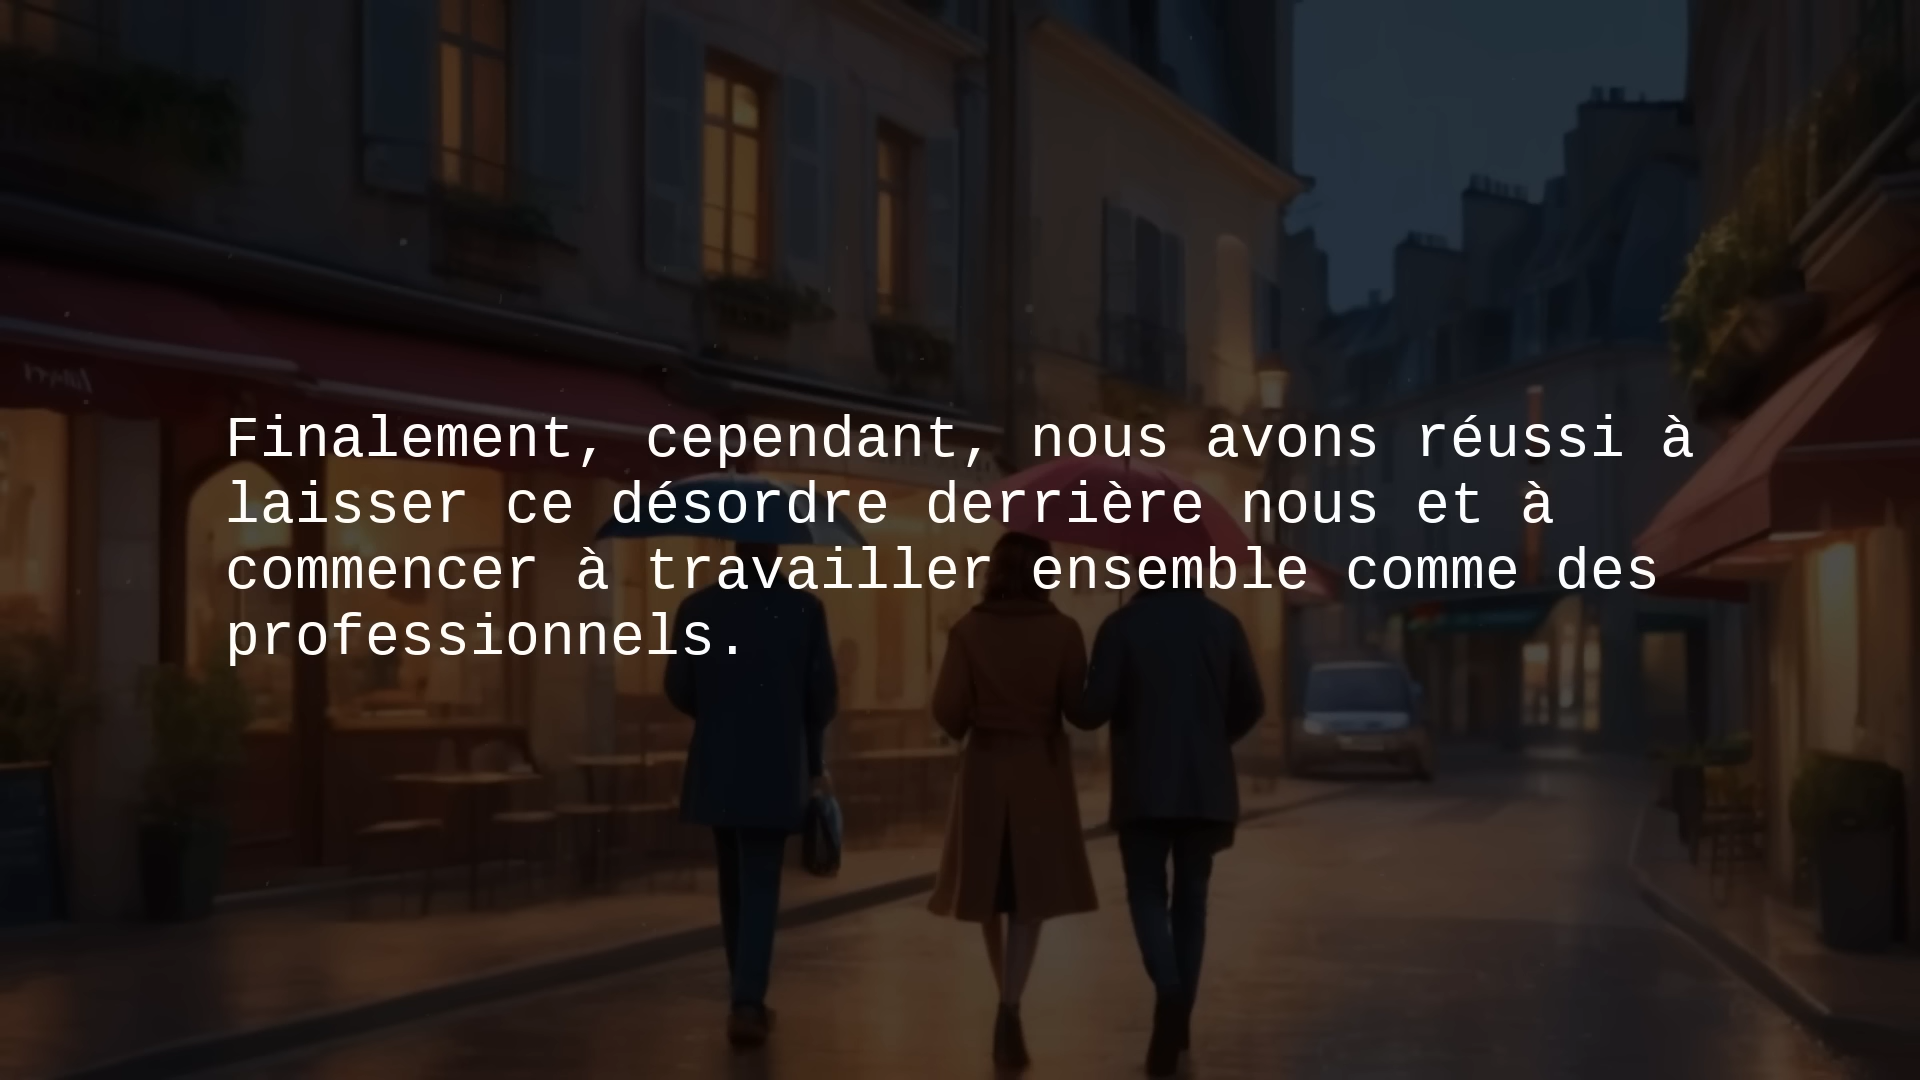 Finalement, cependant, nous avons réussi à
laisser ce désordre derrière nous et à
commencer à travailler ensemble comme des
professionnels.